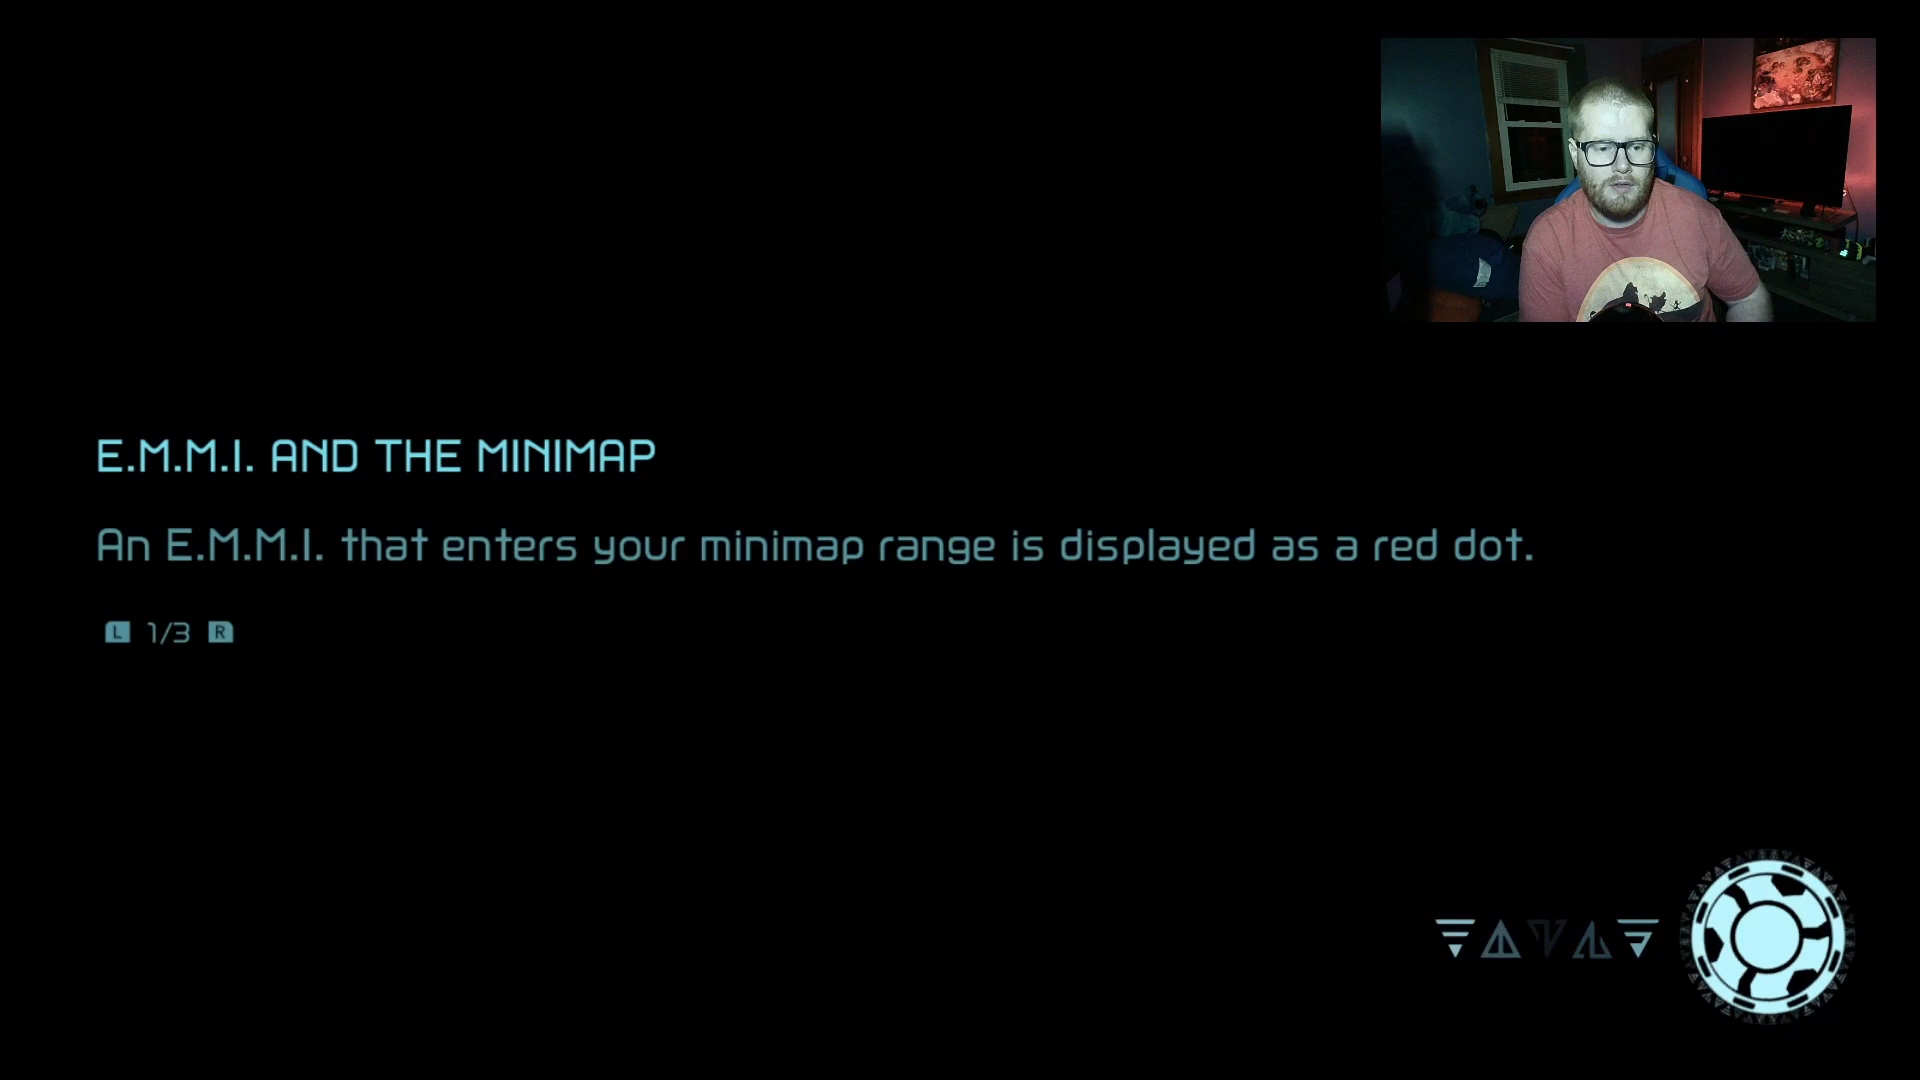 E.M.M.I. AND THE MINIMAP
An E.M.M.I. that enters your minimap range is displayed as a red dot.
L 1/3 R